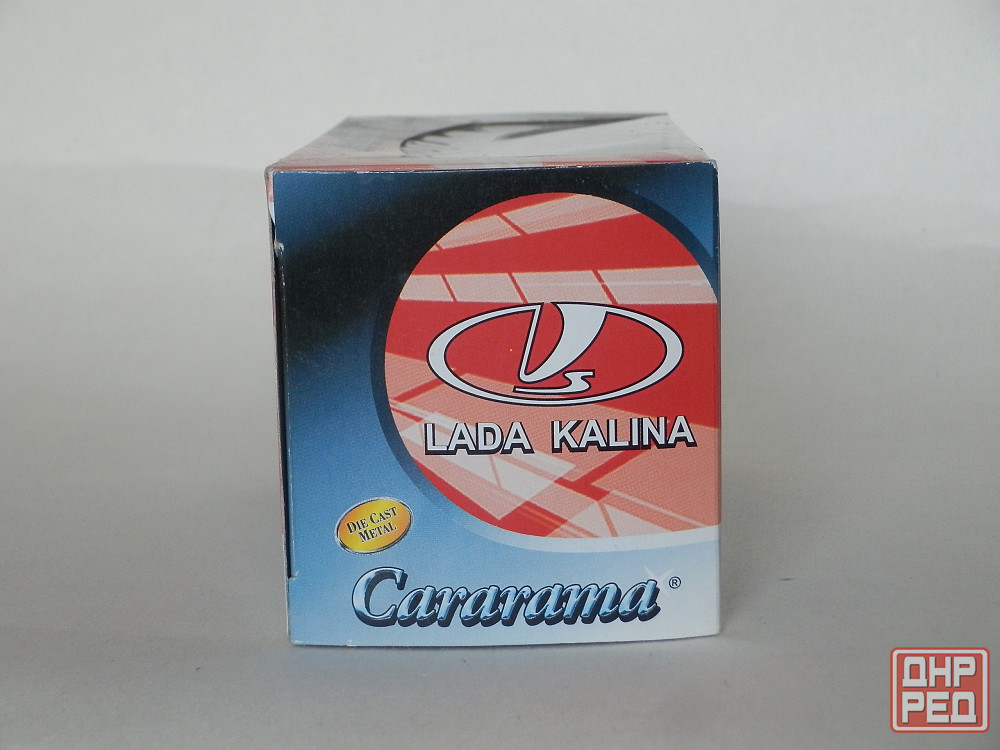 LADA KALINA
DIE CAST
METAL
Cararama ®
ДНР
РЕД